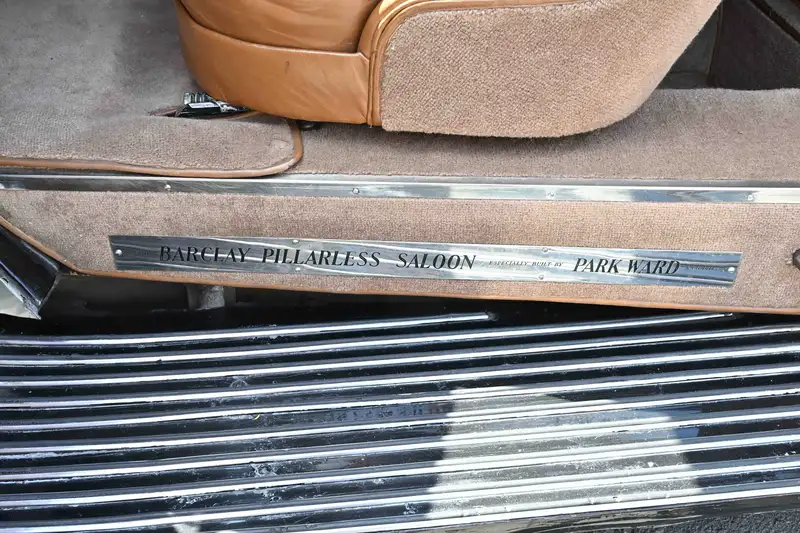 BARCLAY PILLARLESS SALOON ESPECIALLY BUILT BY PARK WARD